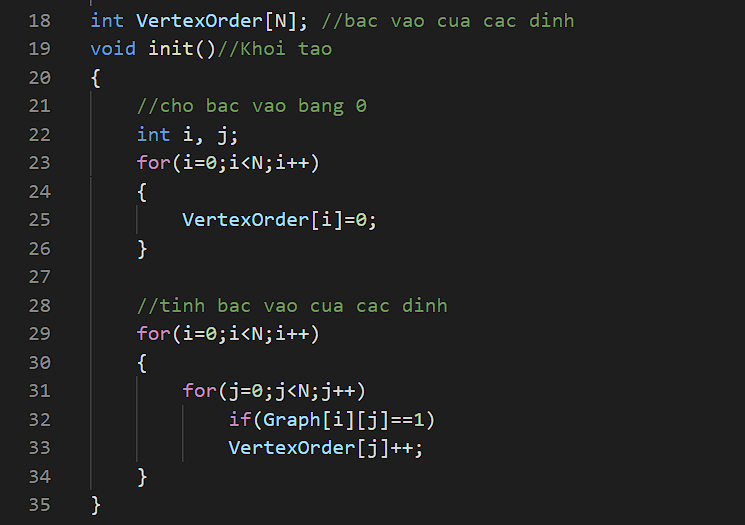 18 int VertexOrder[N]; //bac vao cua cac dinh
19 void init()//Khoi tao
20 {
21     //cho bac vao bang 0
22     int i, j;
23     for(i=0;i<N;i++)
24     {
25         VertexOrder[i]=0;
26     }
27
28     //tinh bac vao cua cac dinh
29     for(i=0;i<N;i++)
30     {
31         for(j=0;j<N;j++)
32             if(Graph[i][j]==1)
33             VertexOrder[j]++;
34     }
35 }